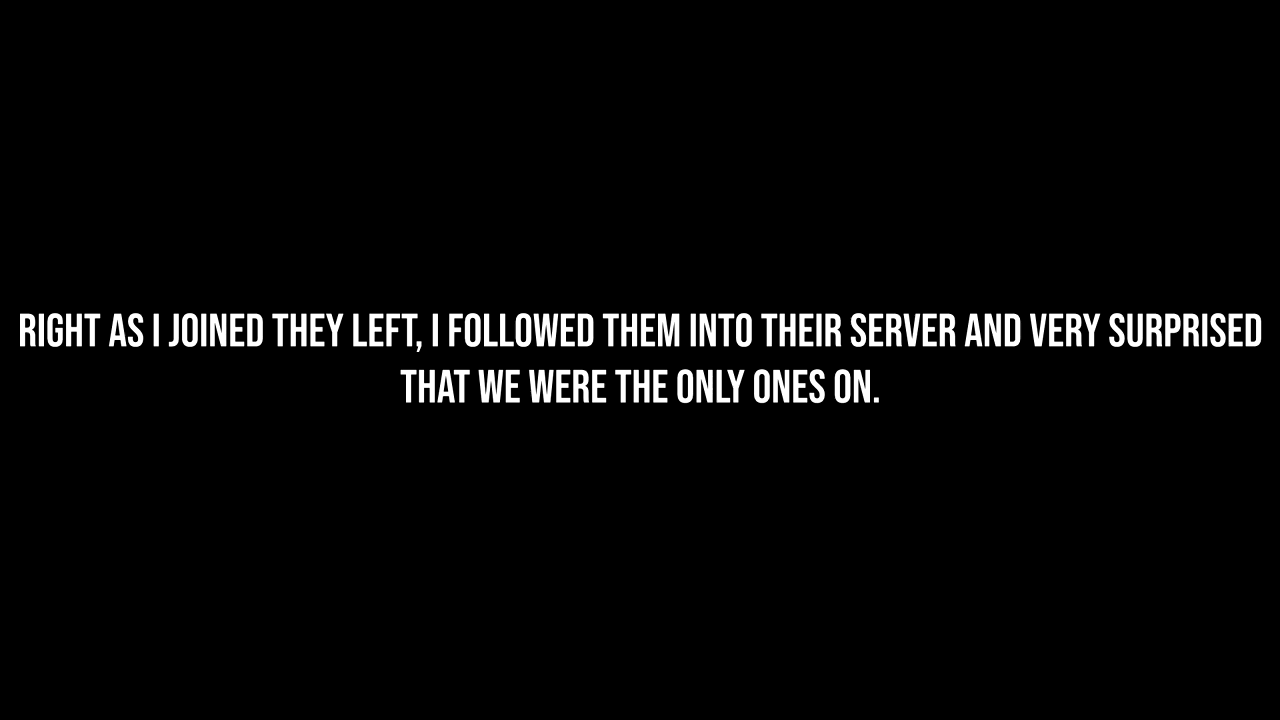 RIGHT AS I JOINED THEY LEFT, I FOLLOWED THEM INTO THEIR SERVER AND VERY SURPRISED
THAT WE WERE THE ONLY ONES ON.